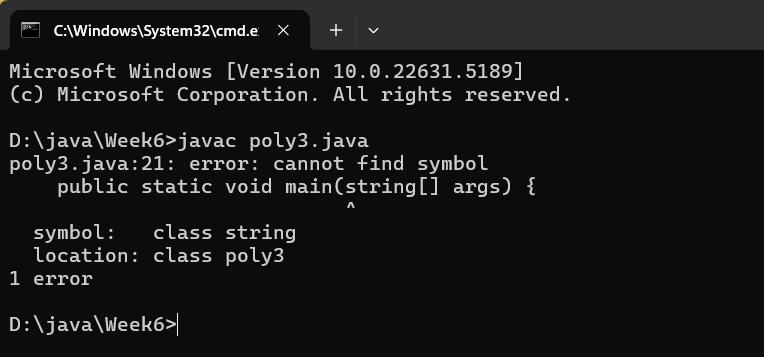 C:\Windows\System32\cmd.e
Microsoft Windows [Version 10.0.22631.5189]
(c) Microsoft Corporation. All rights reserved.
D:\java\Week6>javac poly3.java
poly3.java:21: error: cannot find symbol
    public static void main(string[] args) {
                            ^
  symbol:   class string
  location: class poly3
1 error
D:\java\Week6>